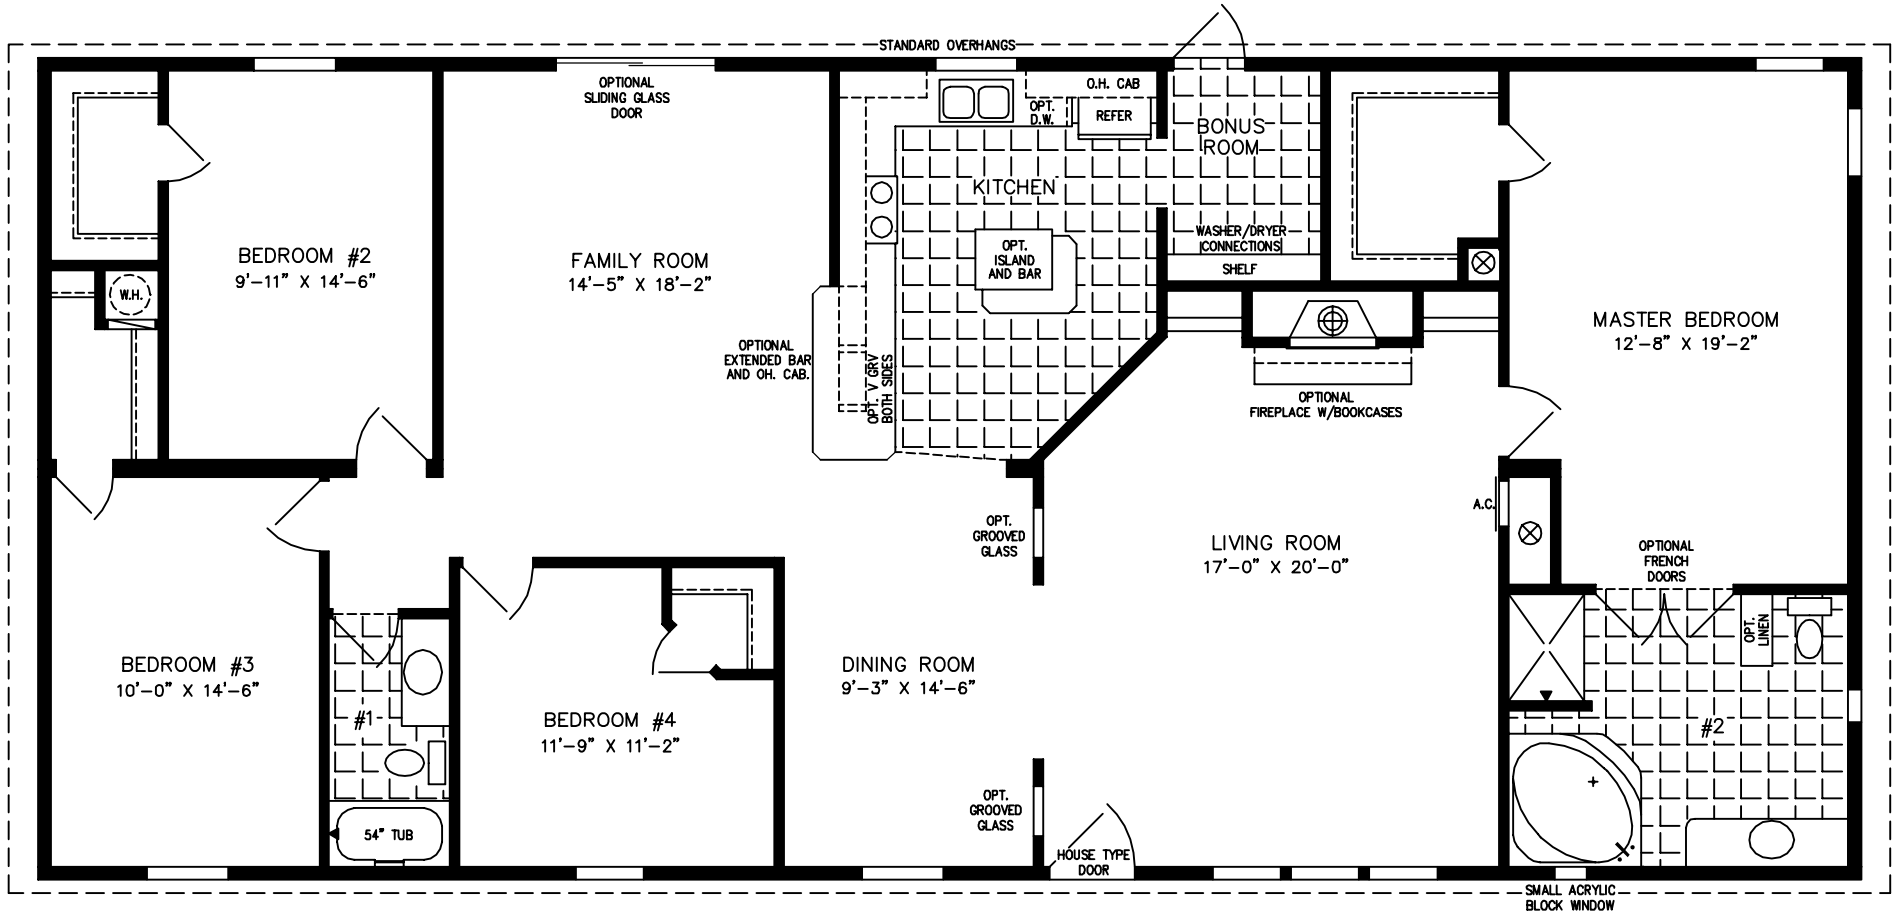 STANDARD OVERHANGS
OPTIONAL
SLIDING GLASS
DOOR
O.H. CAB
OPT.
D.W.
REFER
BONUS
ROOM
KITCHEN
WASHER/DRYER
CONNECTIONS
SHELF
OPT.
ISLAND
AND BAR
BEDROOM #2
9'-11" X 14'-6"
FAMILY ROOM
14'-5" X 18'-2"
W.H.
MASTER BEDROOM
12'-8" X 19'-2"
OPTIONAL
EXTENDED BAR
AND OH. CAB.
OPT. V GRV
BOTH SIDES
OPTIONAL
FIREPLACE W/BOOKCASES
A.C.
OPT.
GROOVED
GLASS
LIVING ROOM
17'-0" X 20'-0"
OPTIONAL
FRENCH
DOORS
OPT.
LINEN
BEDROOM #3
10'-0" X 14'-6"
#1
BEDROOM #4
11'-9" X 11'-2"
DINING ROOM
9'-3" X 14'-6"
#2
OPT.
GROOVED
GLASS
54" TUB
HOUSE TYPE
DOOR
SMALL ACRYLIC
BLOCK WINDOW